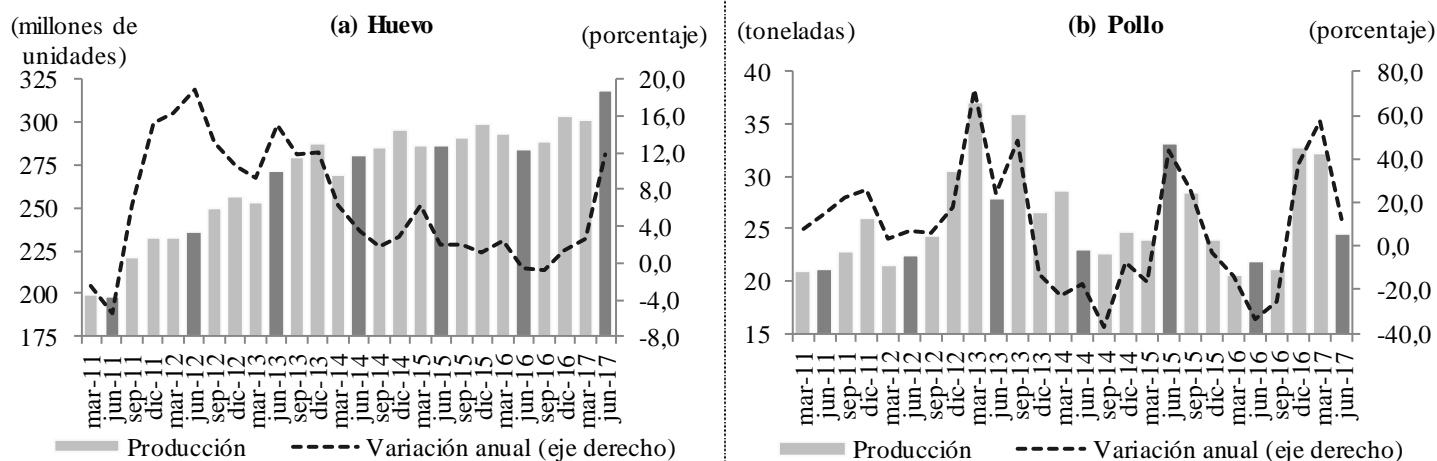 (millones de
unidades)
(a) Huevo
(porcentaje)
325
300
275
250
225
200
175
20,0
16,0
12,0
8,0
4,0
0,0
-4,0
-8,0
mar-11
jun-11
sep-11
dic-11
mar-12
jun-12
sep-12
dic-12
mar-13
jun-13
sep-13
dic-13
mar-14
jun-14
sep-14
dic-14
mar-15
jun-15
sep-15
dic-15
mar-16
jun-16
sep-16
dic-16
mar-17
jun-17
Producción
Variación anual (eje derecho)
(toneladas)
(b) Pollo
(porcentaje)
40
35
30
25
20
15
80,0
60,0
40,0
20,0
0,0
-20,0
-40,0
mar-11
jun-11
sep-11
dic-11
mar-12
jun-12
sep-12
dic-12
mar-13
jun-13
sep-13
dic-13
mar-14
jun-14
sep-14
dic-14
mar-15
jun-15
sep-15
dic-15
mar-16
jun-16
sep-16
dic-16
mar-17
jun-17
Producción
Variación anual (eje derecho)